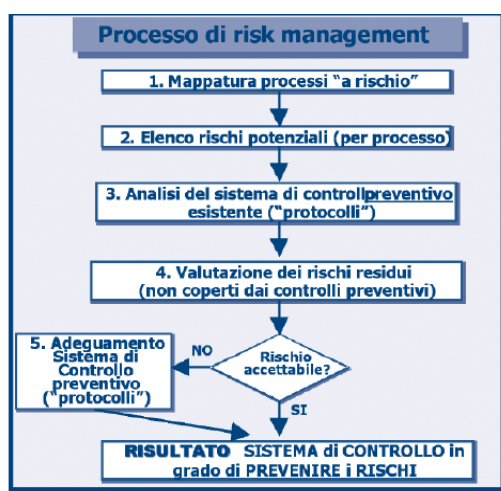 Processo di risk management
1. Mappatura processi “a rischio”
2. Elenco rischi potenziali (per processo)
3. Analisi del sistema di controllo preventivo
esistente (“protocolli”)
4. Valutazione dei rischi residui
(non coperti dai controlli preventivi)
5. Adeguamento
Sistema di
Controllo
preventivo
(“protocolli”)
NO
Rischio
accettabile?
SI
RISULTATO SISTEMA di CONTROLLO in
grado di PREVENIRE i RISCHI